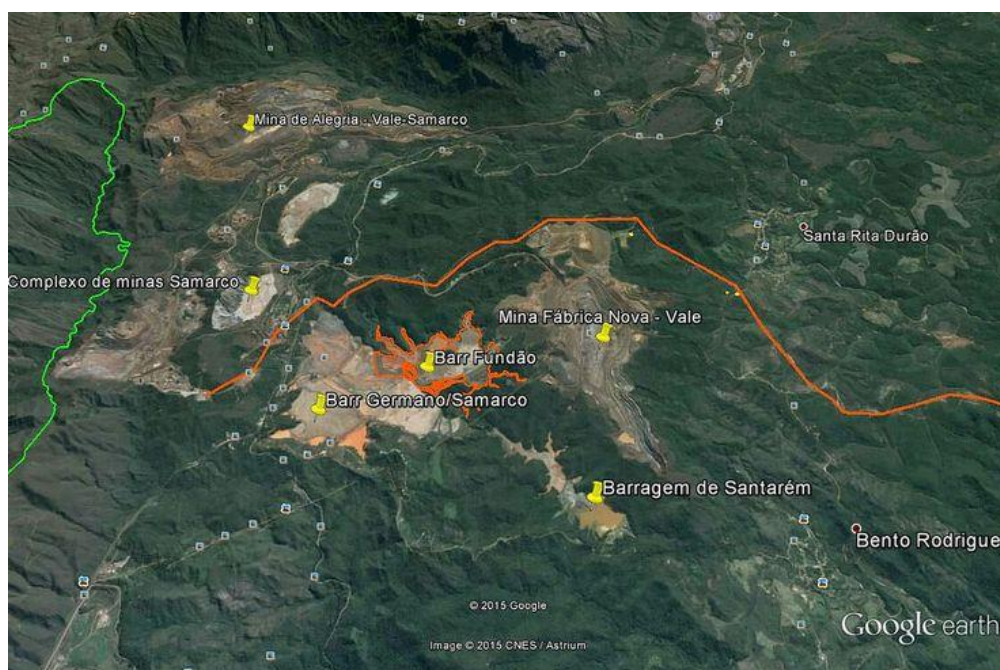 Mina de Alegria - Vale-Samarco
Santa Rita Durão
Complexo de minas Samarco
Mina Fábrica Nova - Vale
Barr Fundão
Barr Germano/Samarco
Barragem de Santarém
Bento Rodrigue
© 2015 Google
Google earth
Image © 2015 CNES / Astrium